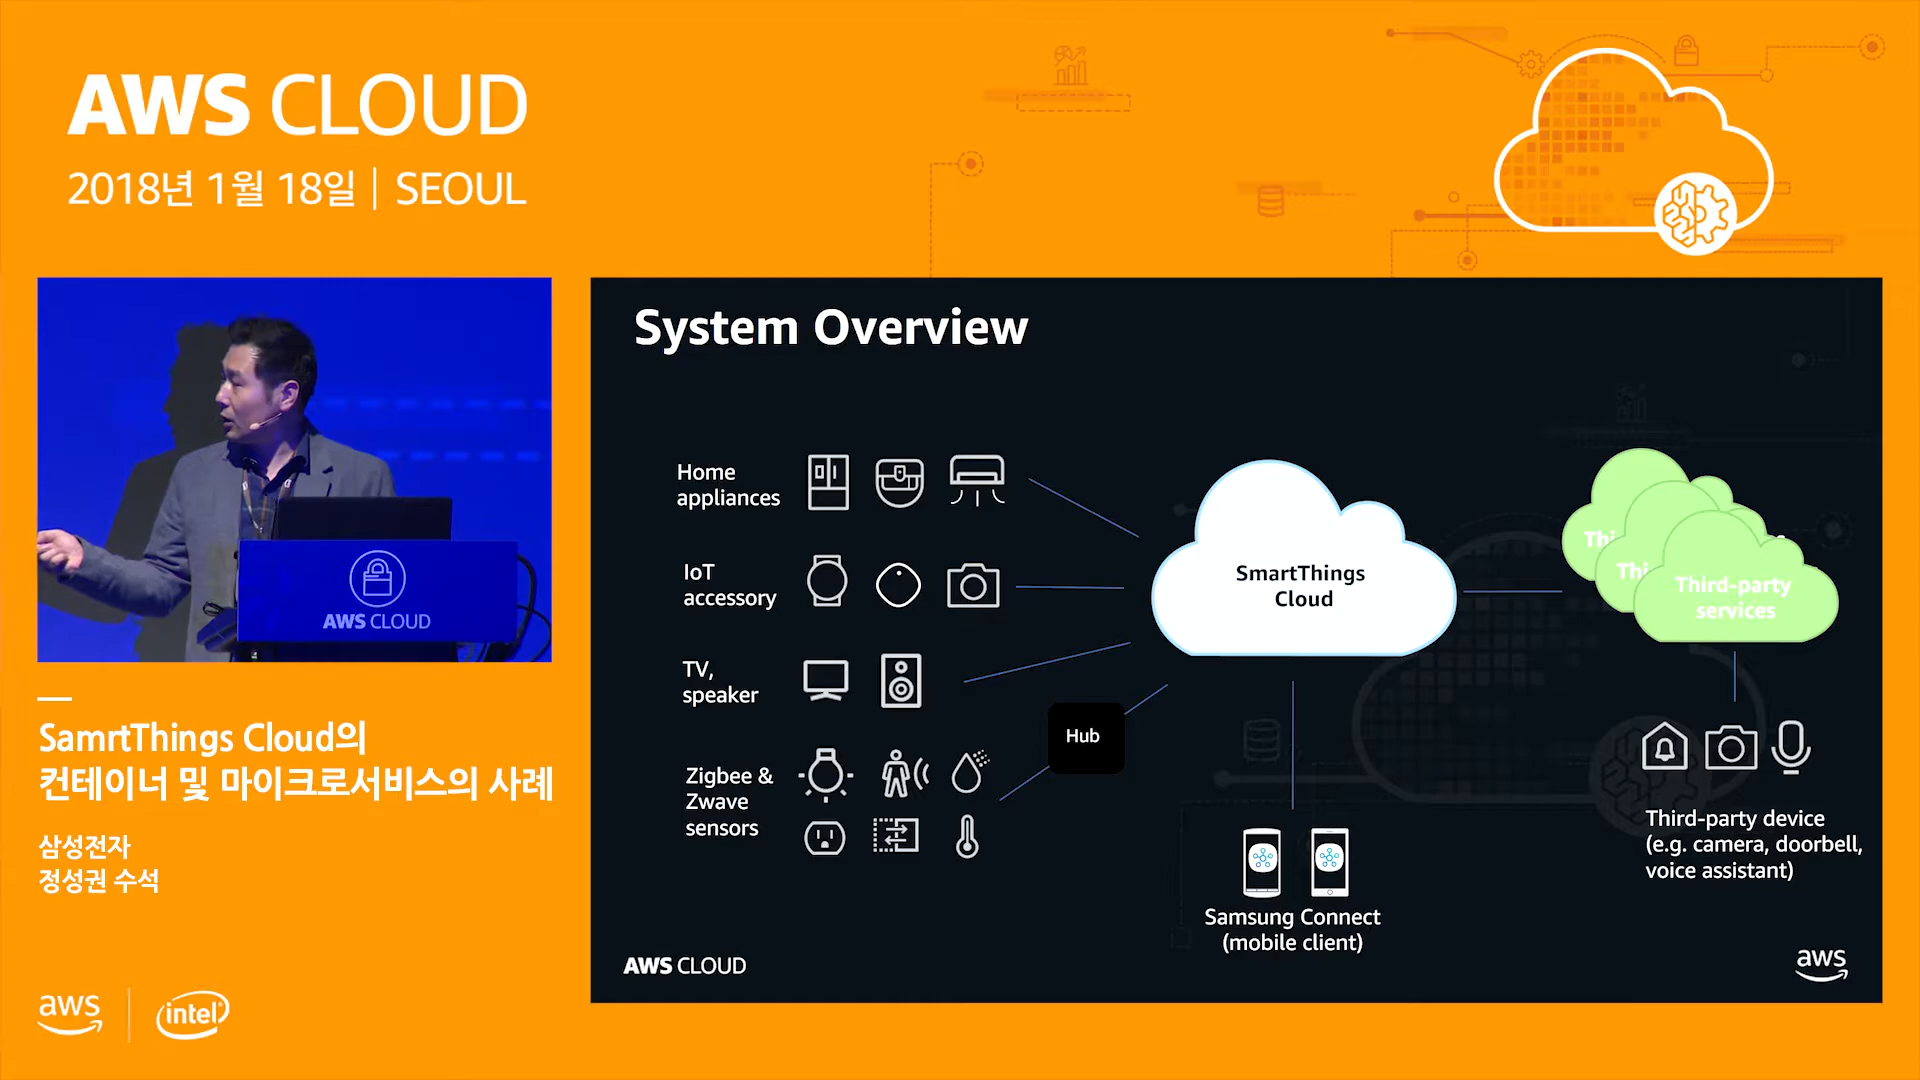 AWS CLOUD
2018년 1월 18일 | SEOUL
AWS CLOUD
SamrtThings Cloud의
컨테이너 및 마이크로서비스의 사례
삼성전자
정성권 수석
aws
intel
System Overview
Home
appliances
IoT
accessory
TV,
speaker
Zigbee &
Zwave
sensors
Hub
SmartThings
Cloud
Samsung Connect
(mobile client)
Thi
Thi
Third-party
services
Third-party device
(e.g. camera, doorbell,
voice assistant)
AWS CLOUD
aws